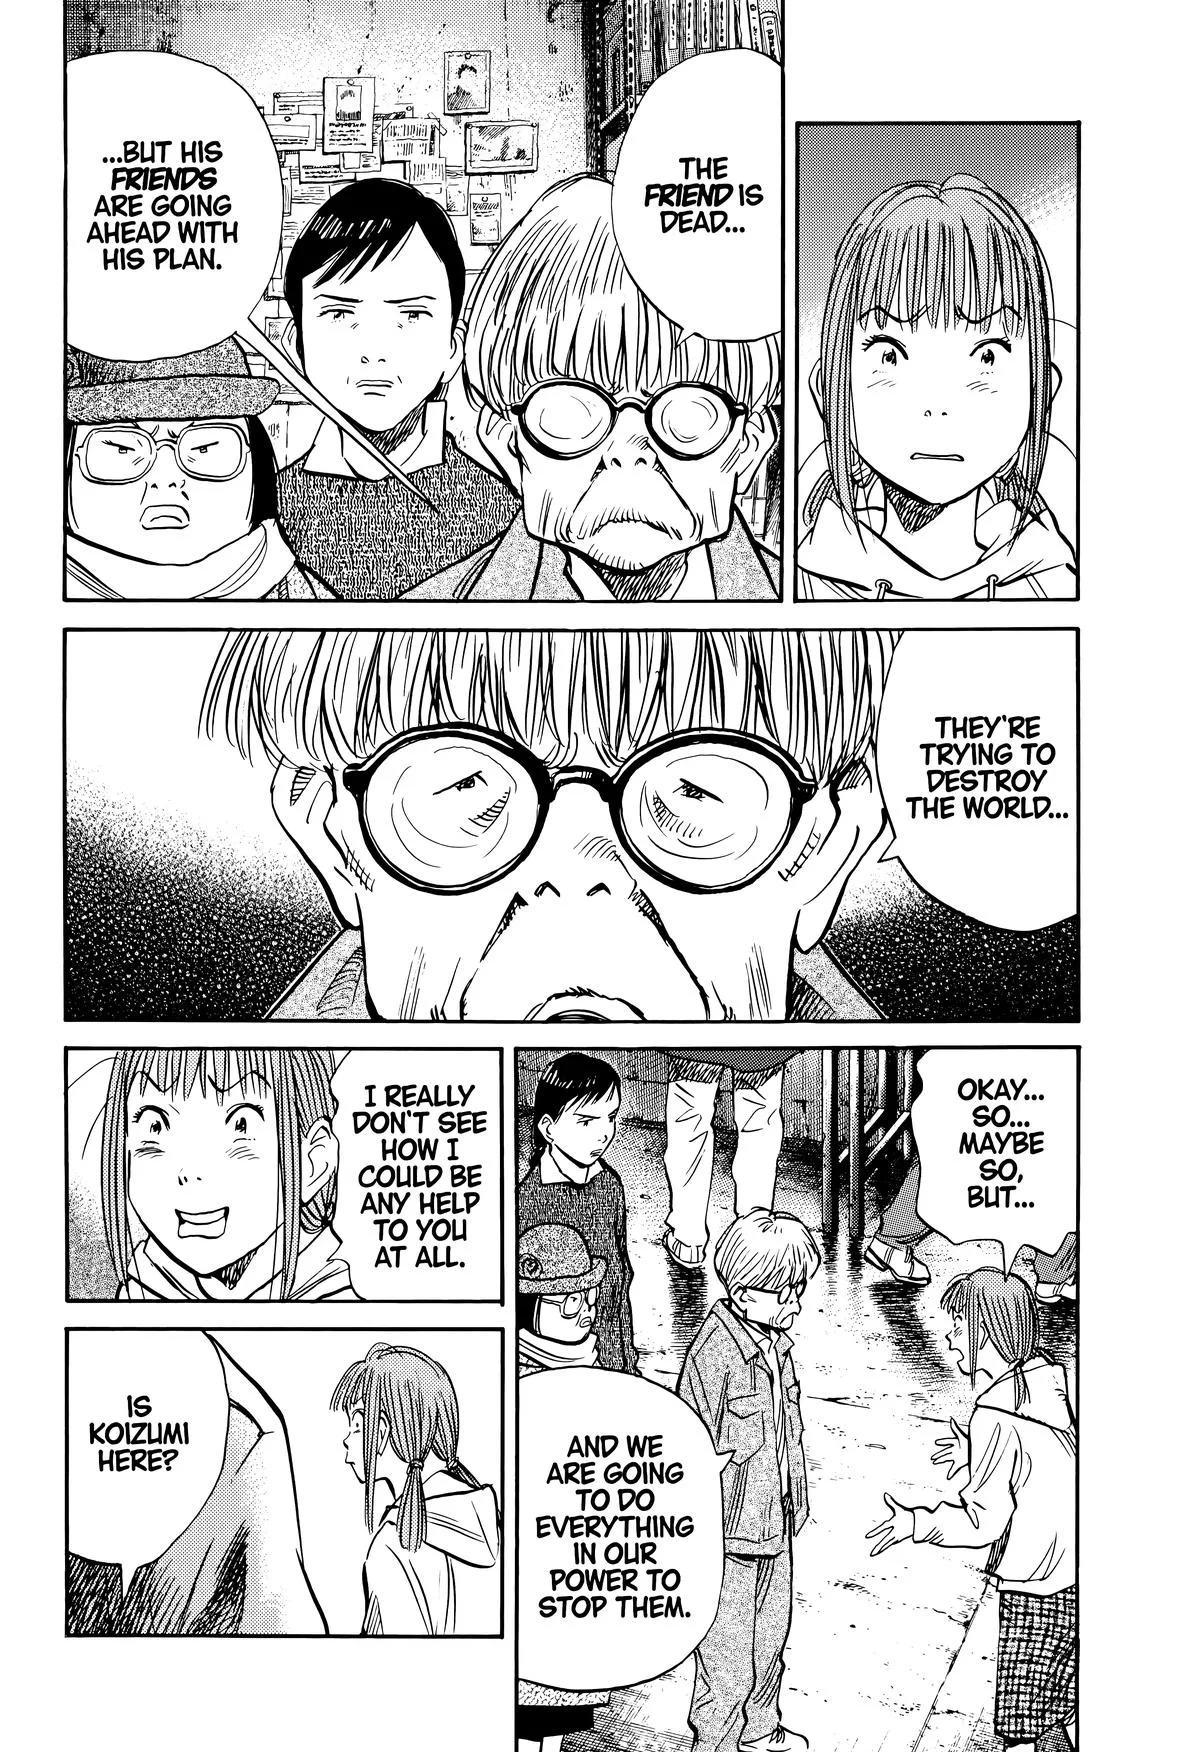 THE
FRIEND IS
DEAD...
...BUT HIS
FRIENDS
ARE GOING
AHEAD WITH
HIS PLAN.
THEY'RE
TRYING TO
DESTROY
THE WORLD...
OKAY...
SO...
MAYBE
SO,
BUT...
AND WE
ARE GOING
TO DO
EVERYTHING
IN OUR
POWER TO
STOP THEM.
I REALLY
DON'T SEE
HOW I
COULD BE
ANY HELP
TO YOU
AT ALL.
IS
KOIZUMI
HERE?